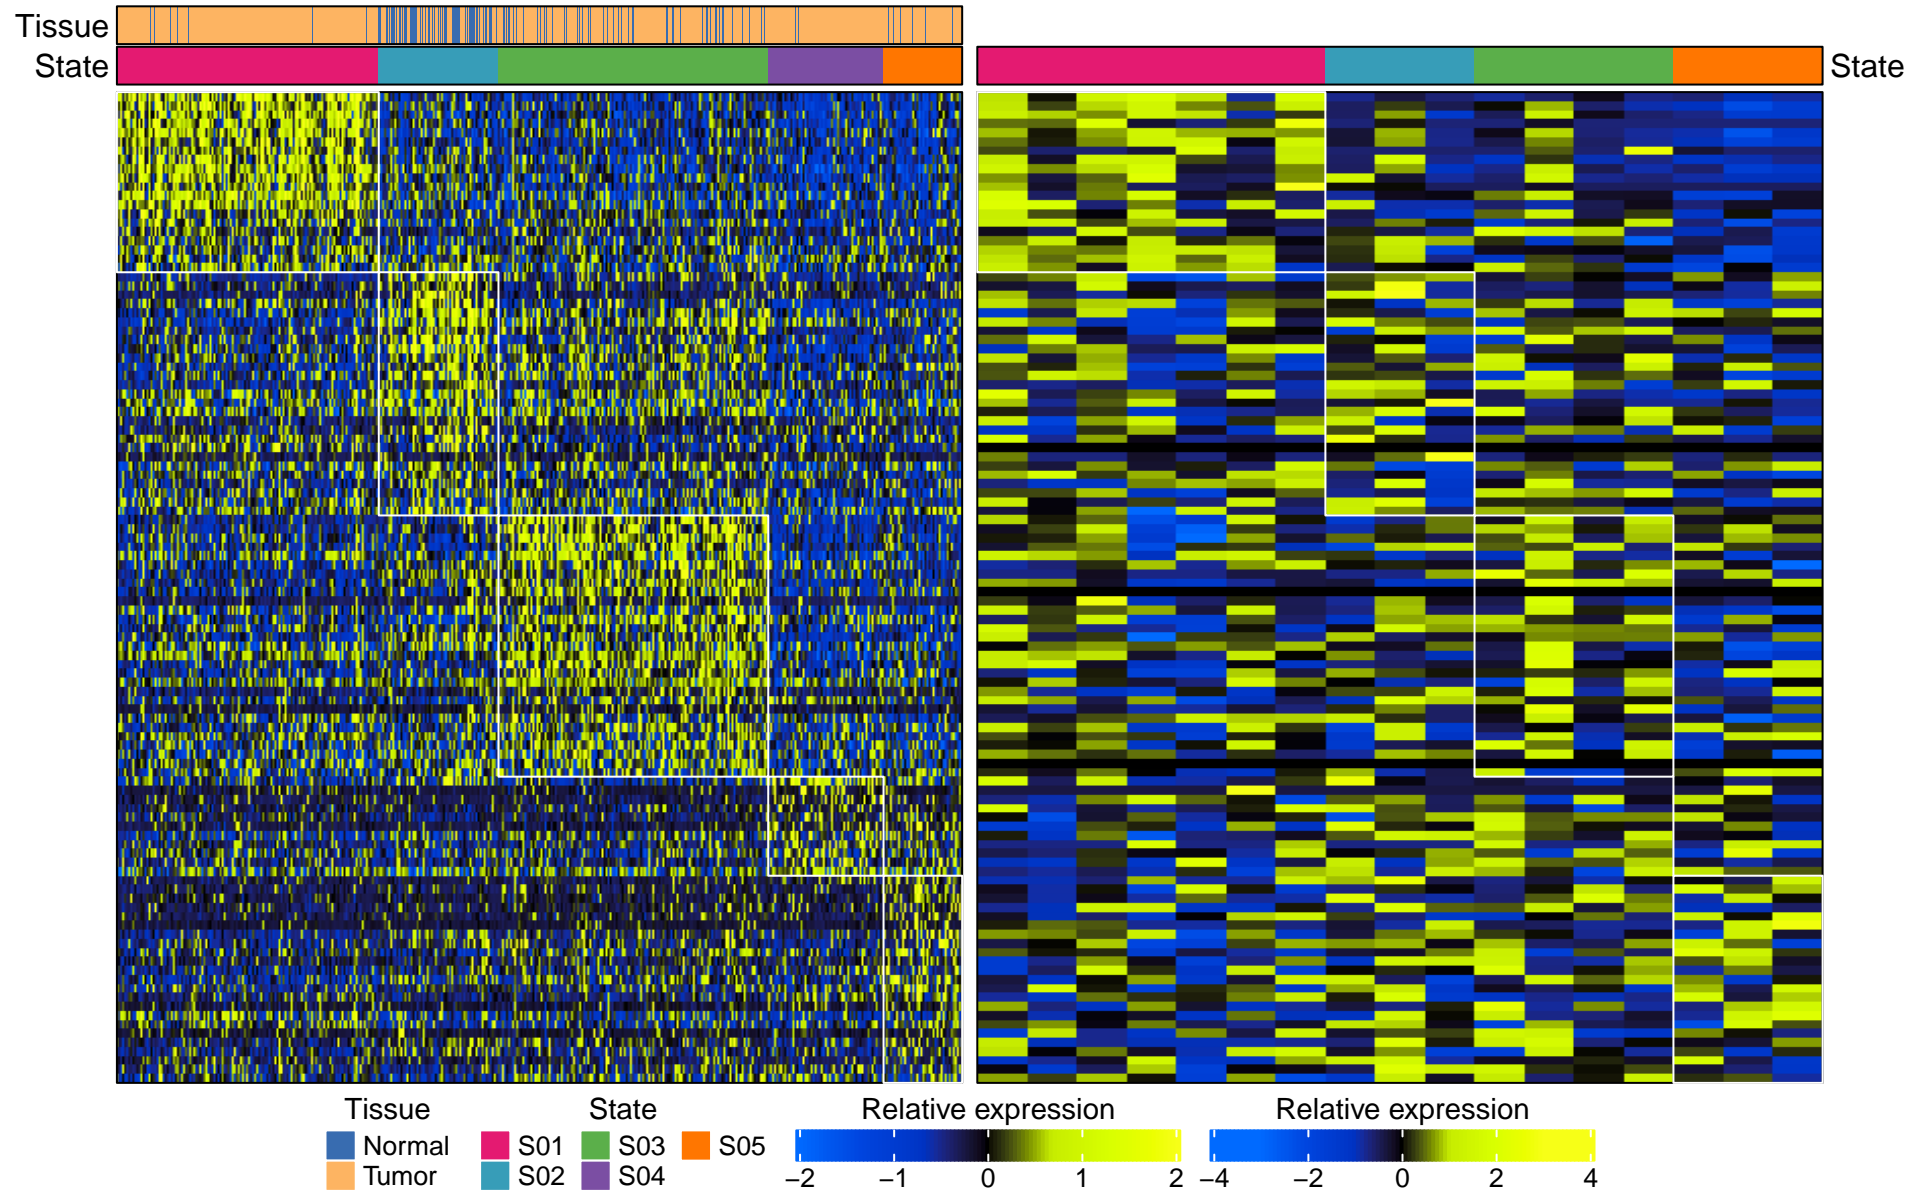 Tissue
State
State
Tissue
Normal
Tumor
State
S01 S03 S05
S02 S04
Relative expression
−2 −1 0 1 2
Relative expression
−4 −2 0 2 4